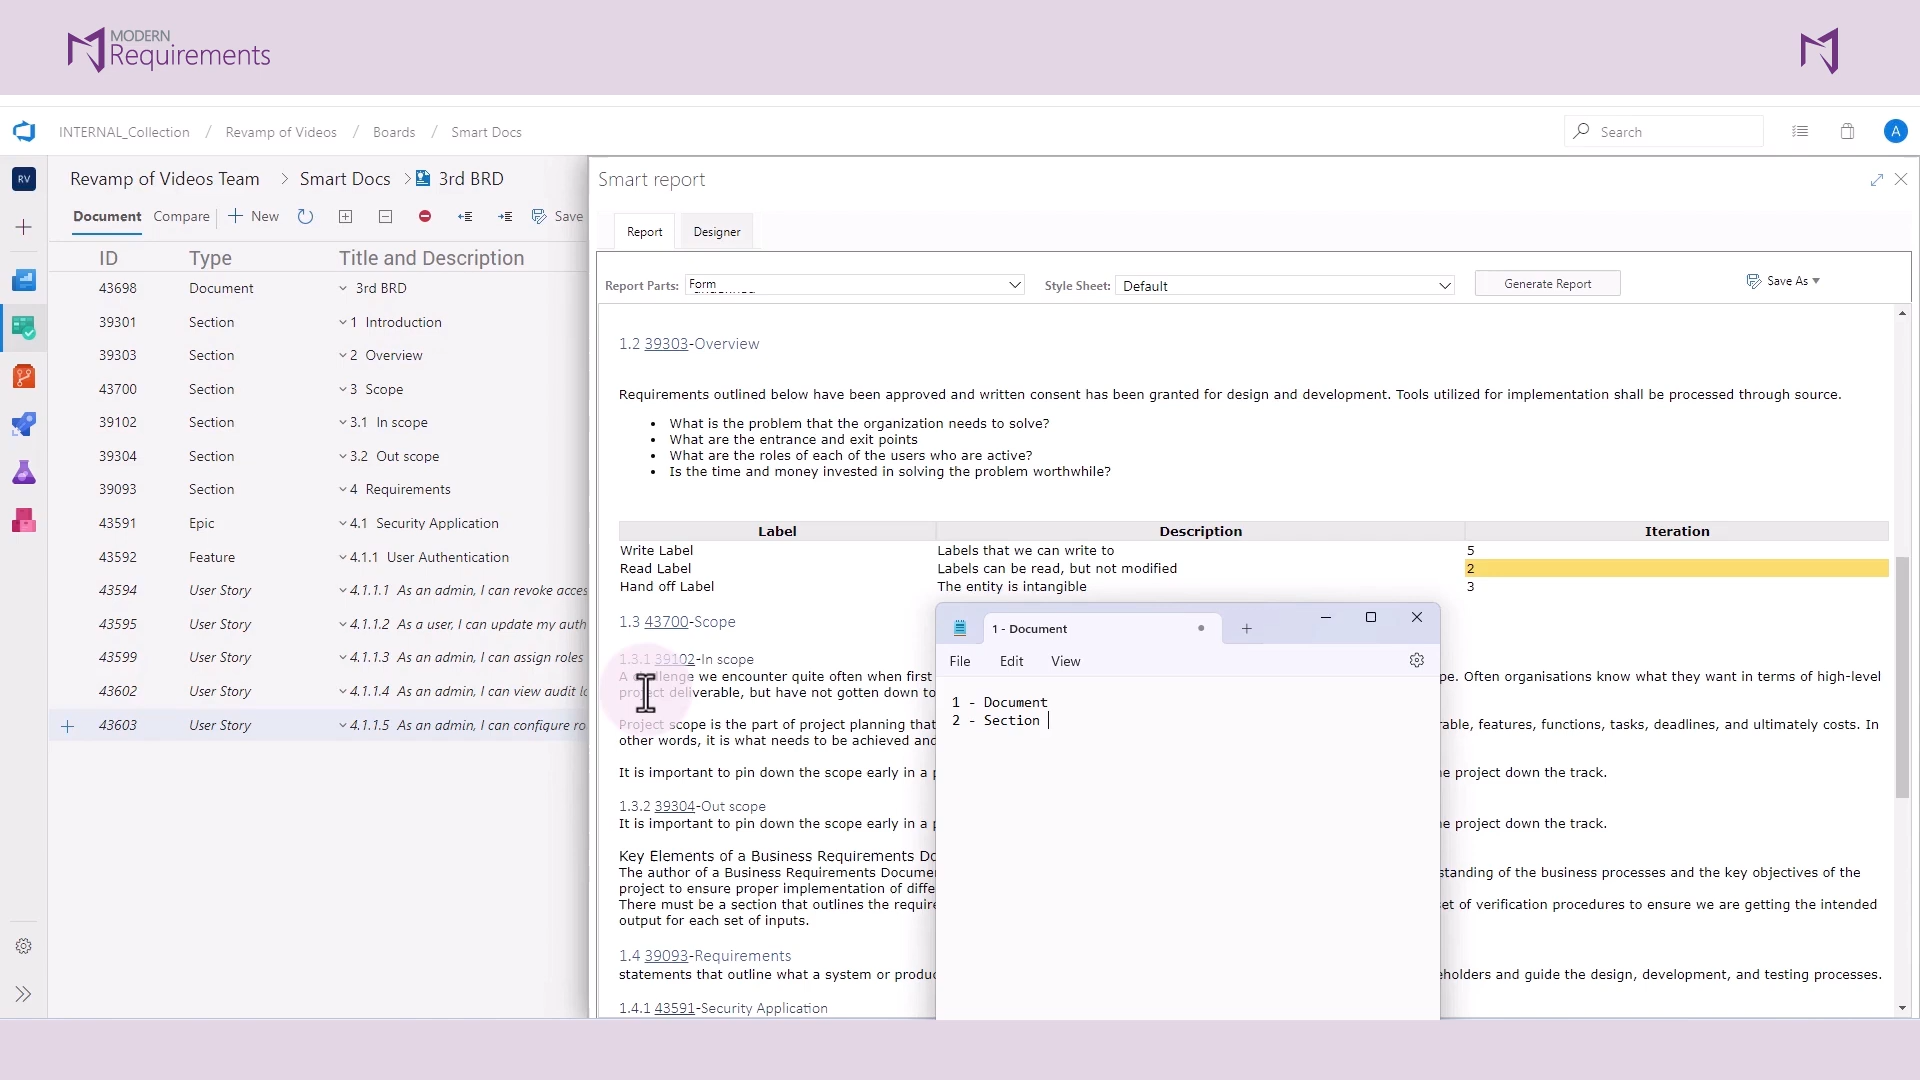 MODERN
Requirements
INTERNAL_Collection / Revamp of Videos / Boards / Smart Docs
Search
A
RV
Revamp of Videos Team > Smart Docs > 3rd BRD
Document Compare New Save
ID Type Title and Description
43698 Document 3rd BRD
39301 Section 1 Introduction
39303 Section 2 Overview
43700 Section 3 Scope
39102 Section 3.1 In scope
39304 Section 3.2 Out scope
39093 Section 4 Requirements
43591 Epic 4.1 Security Application
43592 Feature 4.1.1 User Authentication
43594 User Story 4.1.1.1 As an admin, I can revoke acces
43595 User Story 4.1.1.2 As a user, I can update my auth
43599 User Story 4.1.1.3 As an admin, I can assign roles
43602 User Story 4.1.1.4 As an admin, I can view audit lo
43603 User Story 4.1.1.5 As an admin, I can configure ro
Smart report
Report Designer
Report Parts: Form Style Sheet: Default Generate Report Save As
1.2 39303-Overview
Requirements outlined below have been approved and written consent has been granted for design and development. Tools utilized for implementation shall be processed through source.
• What is the problem that the organization needs to solve?
• What are the entrance and exit points
• What are the roles of each of the users who are active?
• Is the time and money invested in solving the problem worthwhile?
Label Description Iteration
Write Label Labels that we can write to 5
Read Label Labels can be read, but not modified 2
Hand off Label The entity is intangible 3
1.3 43700-Scope
1.3.1 39102-In scope
A challenge we encounter quite often when first pe. Often organisations know what they want in terms of high-level
project deliverable, but have not gotten down to
Project scope is the part of project planning that rable, features, functions, tasks, deadlines, and ultimately costs. In
other words, it is what needs to be achieved and
It is important to pin down the scope early in a p e project down the track.
1.3.2 39304-Out scope
It is important to pin down the scope early in a p e project down the track.
Key Elements of a Business Requirements Do
The author of a Business Requirements Documen standing of the business processes and the key objectives of the
project to ensure proper implementation of diffe
There must be a section that outlines the require et of verification procedures to ensure we are getting the intended
output for each set of inputs.
1.4 39093-Requirements
statements that outline what a system or produc eholders and guide the design, development, and testing processes.
1.4.1 43591-Security Application
1 - Document
File Edit View
1 - Document
2 - Section